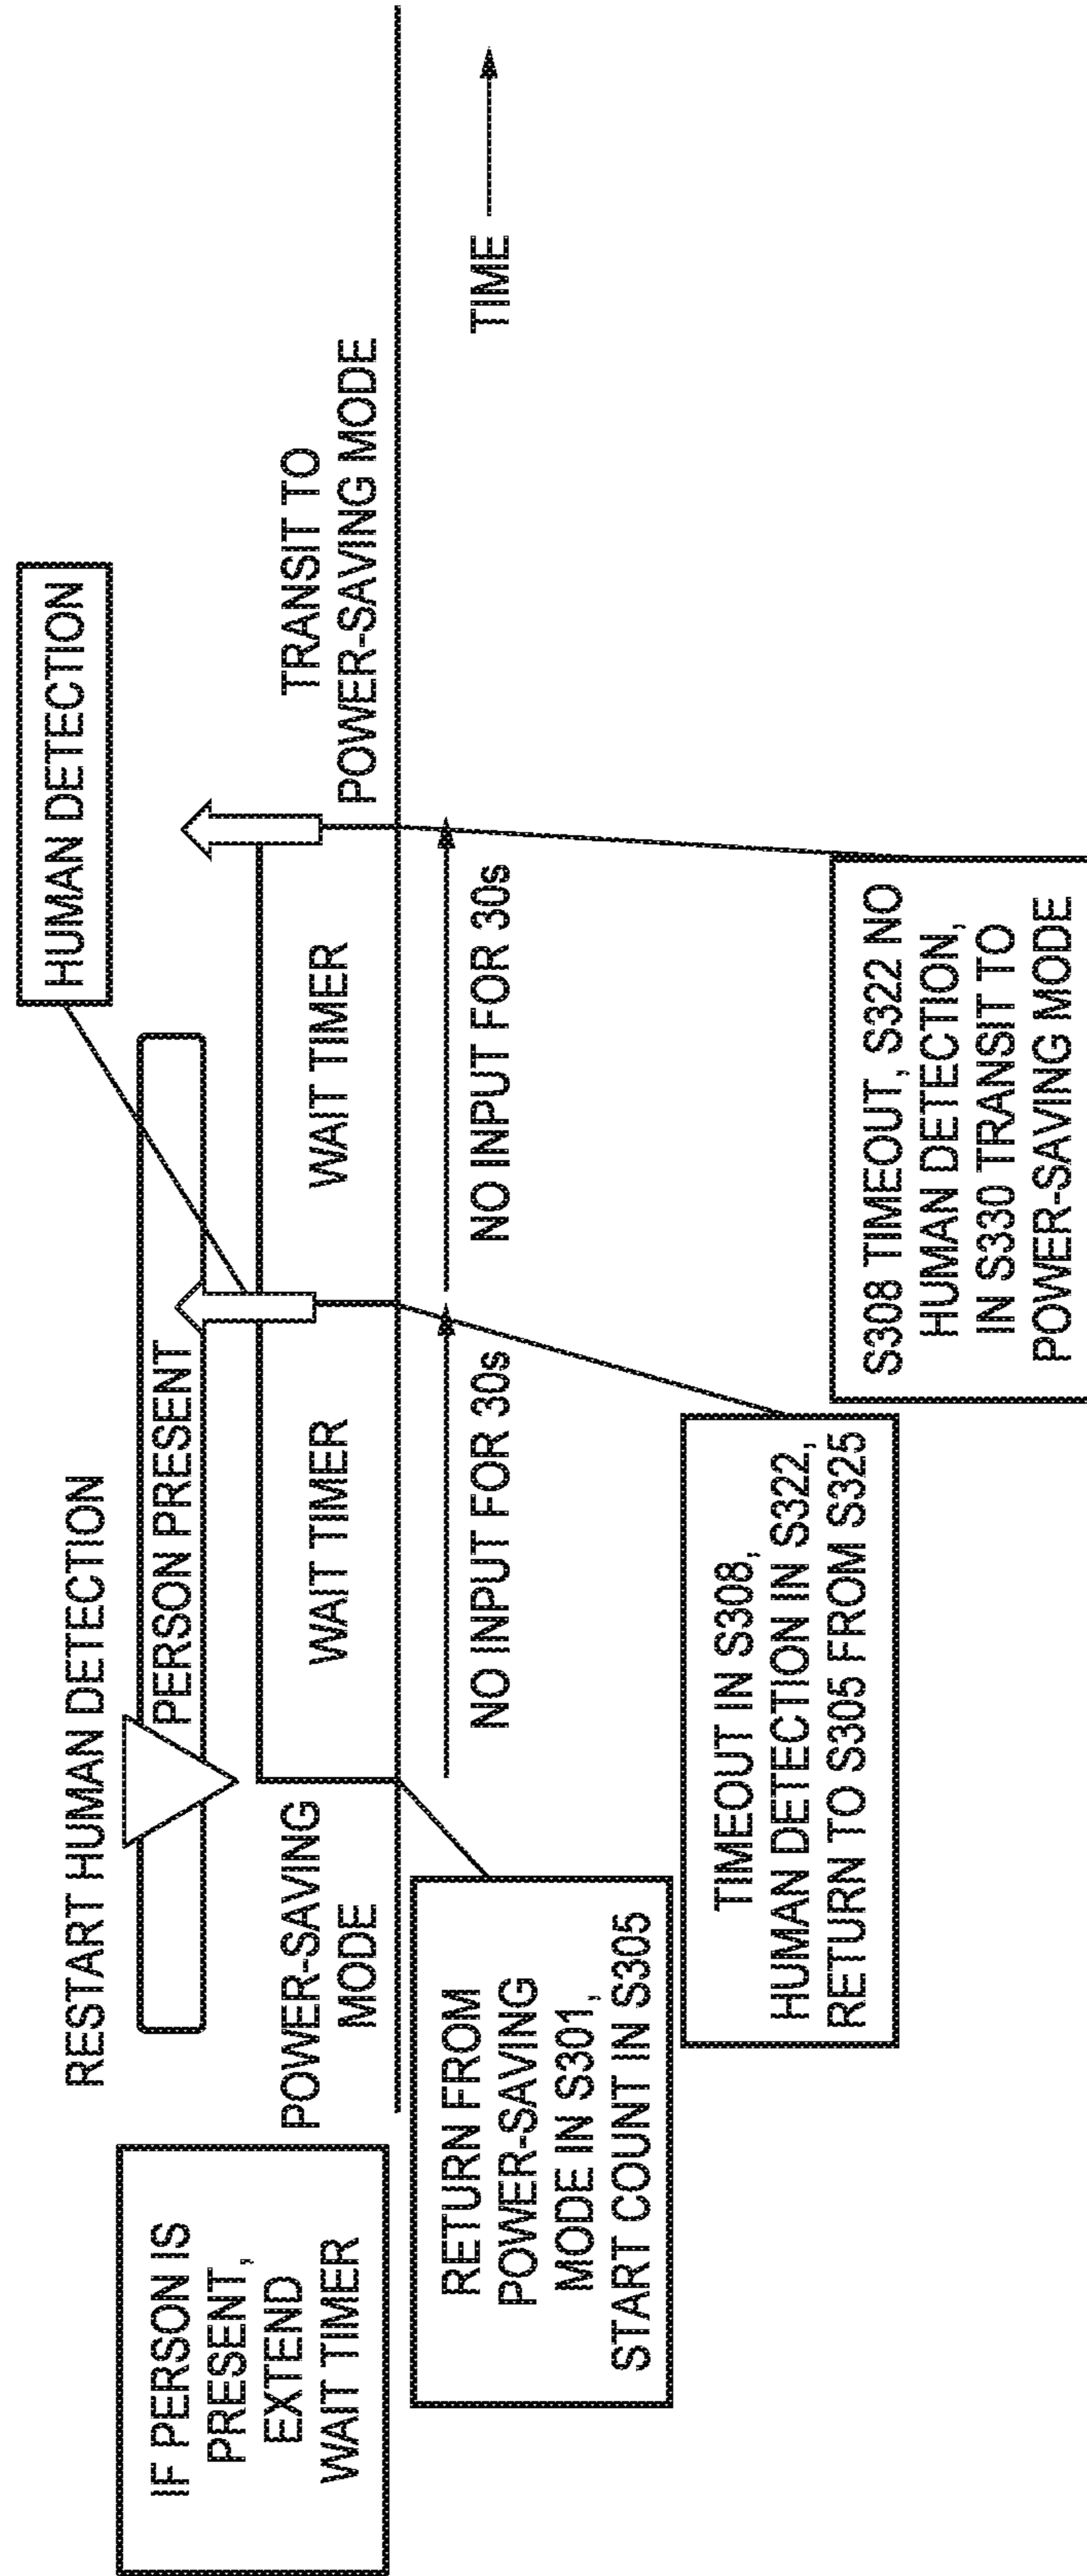 IF PERSON IS
PRESENT,
EXTEND
WAIT TIMER
RESTART HUMAN DETECTION
PERSON PRESENT
HUMAN DETECTION
POWER-SAVING
MODE
WAIT TIMER
WAIT TIMER
TRANSIT TO
POWER-SAVING MODE
NO INPUT FOR 30s
NO INPUT FOR 30s
TIME
RETURN FROM
POWER-SAVING
MODE IN S301,
START COUNT IN S305
TIMEOUT IN S308,
HUMAN DETECTION IN S322,
RETURN TO S305 FROM S325
S308 TIMEOUT, S322 NO
HUMAN DETECTION,
IN S330 TRANSIT TO
POWER-SAVING MODE